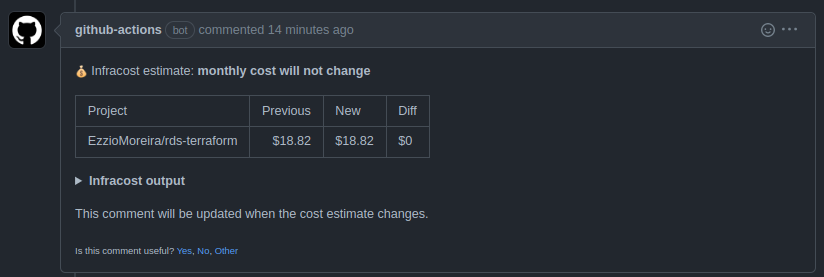 github-actions bot commented 14 minutes ago
💰 Infracost estimate: monthly cost will not change
Project Previous New Diff
EzzioMoreira/rds-terraform $18.82 $18.82 $0
Infracost output
This comment will be updated when the cost estimate changes.
Is this comment useful? Yes, No, Other